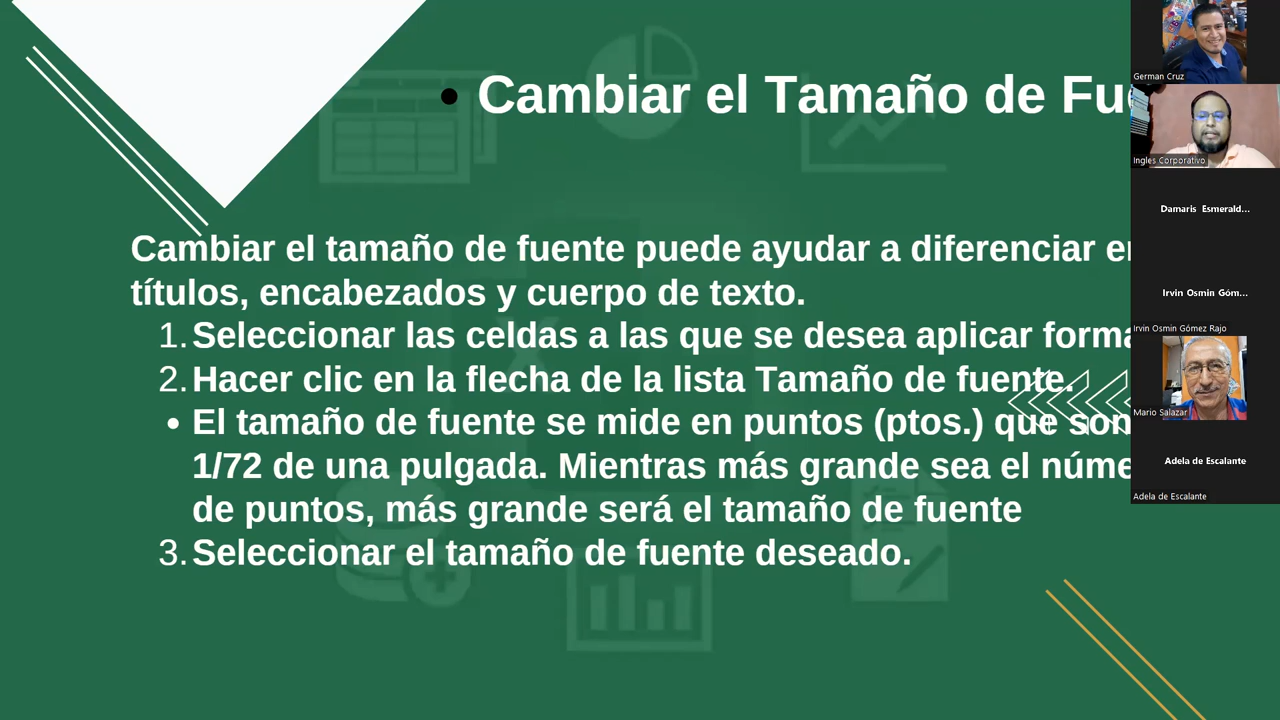 Cambiar el Tamaño de
Cambiar el tamaño de fuente puede ayudar a diferenciar
títulos, encabezados y cuerpo de texto.
1. Seleccionar las celdas a las que se desea aplicar
2. Hacer clic en la flecha de la lista Tamaño de fuente.
• El tamaño de fuente se mide en puntos (ptos.) que son
1/72 de una pulgada. Mientras más grande sea el
de puntos, más grande será el tamaño de fuente
3. Seleccionar el tamaño de fuente deseado.
German Cruz
Ingles Corporativo
Damaris Esmerald...
Irvin Osmin Góm...
Irvin Osmin Gómez Rajo
Mario Salazar
Adela de Escalante
Adela de Escalante